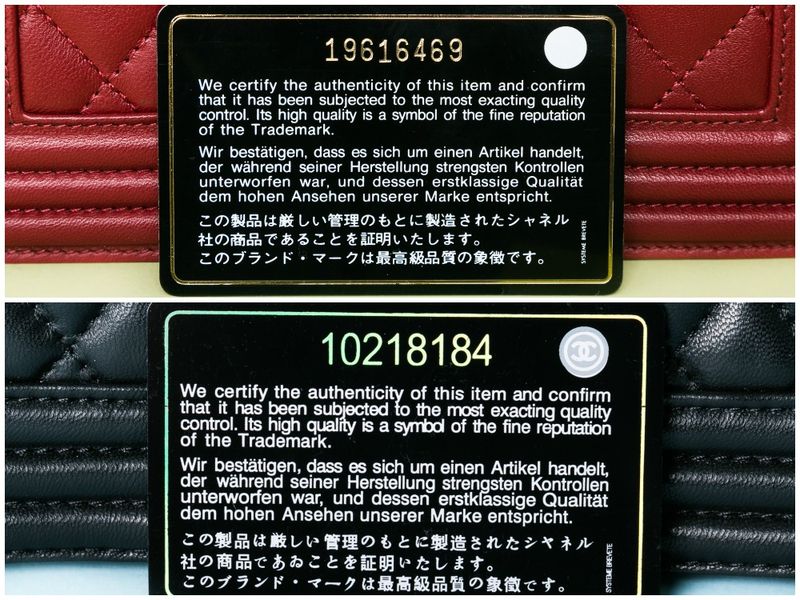 19616469
We certify the authenticity of this item and confirm
that it has been subjected to the most exacting quality
control. Its high quality is a symbol of the fine reputation
of the Trademark.
Wir bestätigen, dass es sich um einen Artikel handelt,
der während seiner Herstellung strengsten Kontrollen
unterworfen war, und dessen erstklassige Qualität
dem hohen Ansehen unserer Marke entspricht.
この製品は厳しい管理のもとに製造されたシャネル
社の商品であることを証明いたします。
このブランド・マークは最高級品質の象徴です。
SYSTEME BREVETE
10218184
We certify the authenticity of this item and confirm
that it has been subjected to the most exacting quality
control. Its high quality is a symbol of the fine reputation
of the Trademark.
Wir bestätigen, dass es sich um einen Artikel handelt,
der während seiner Herstellung strengsten Kontrollen
unterworfen war, und dessen erstklassige Qualität
dem hohen Ansehen unserer Marke entspricht.
この製品は厳しい管理のもとに製造されたシヤネル
社の商品であおことを証明いたします。
このブランド・マークは最高級品質の象徴です。
SYSTEME BREVETE